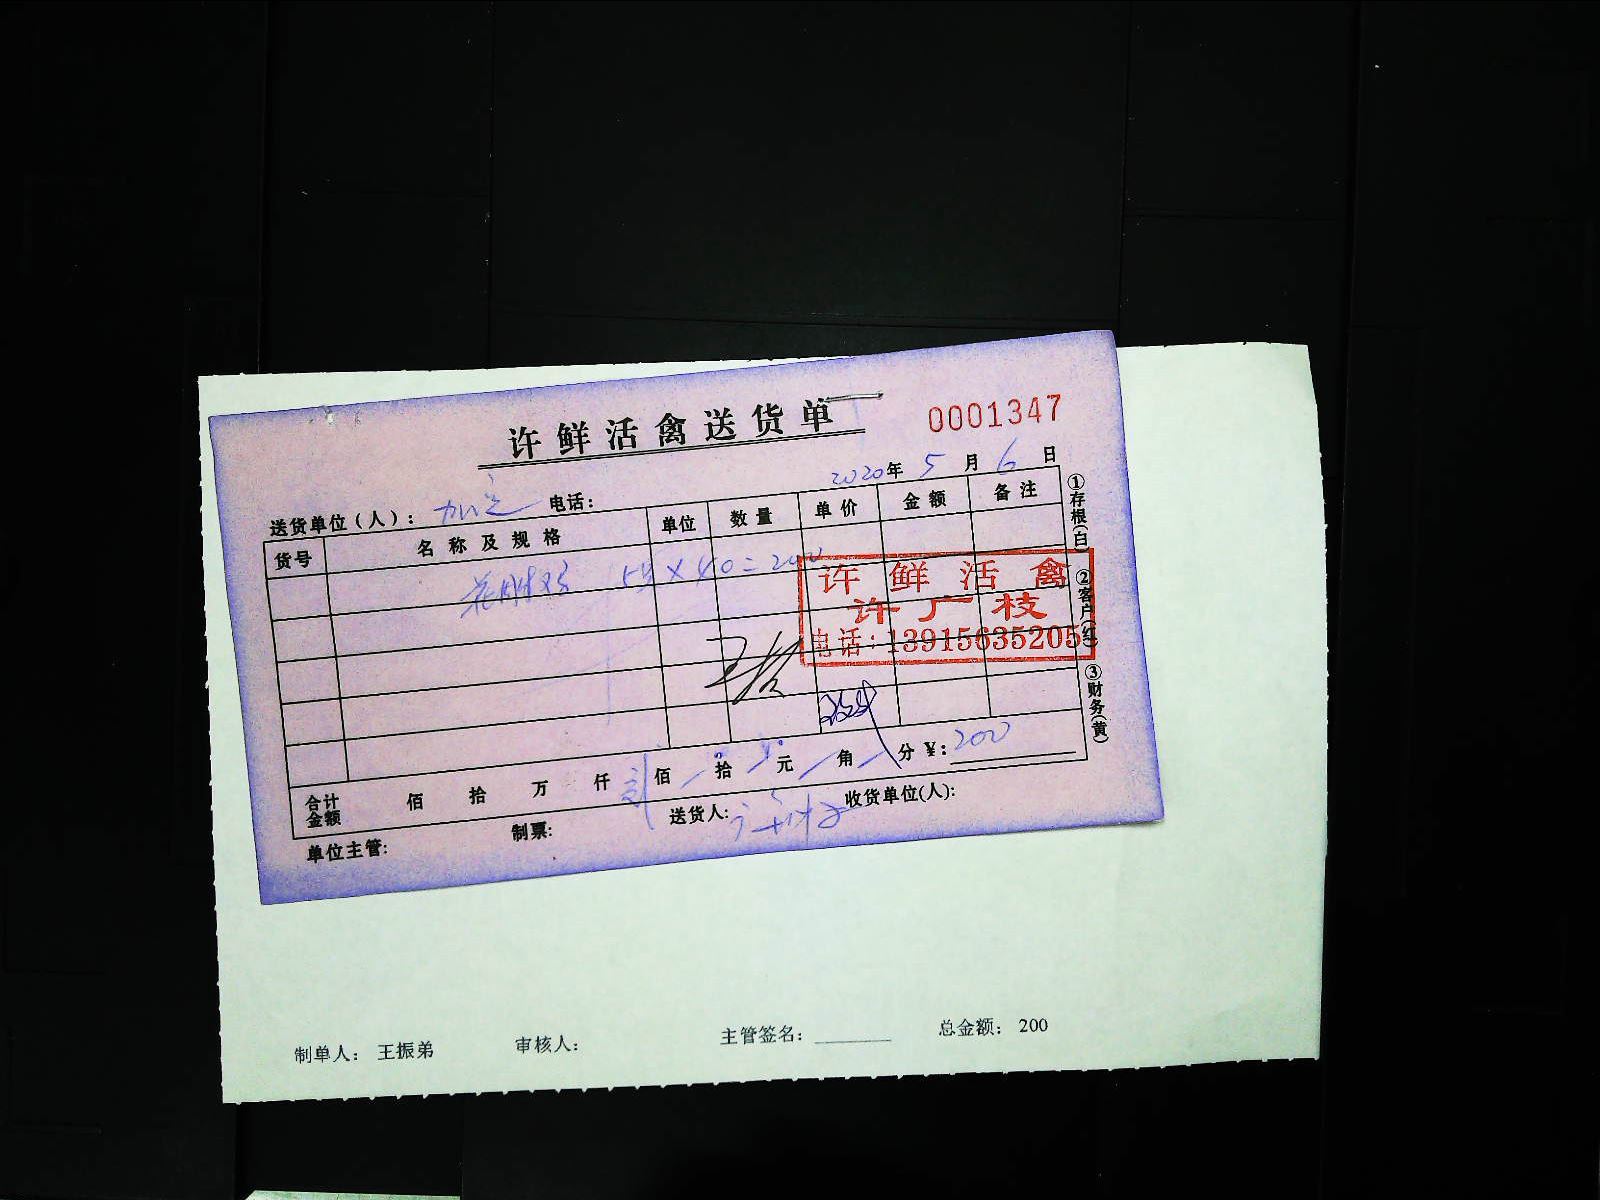 许鲜活禽送货单
0001347
2020年 5 月 6 日
送货单位(人): 电话:
货号 名称及规格 单位 数量 单价 金额 备注
5只×40=200
许鲜活禽
许广枝
电话:13915635205
①存根(白) ②客户(红) ③财务(黄)
合计金额 佰 拾 万 仟 佰 拾 元 角 分 ¥:200
单位主管: 制票: 送货人: 收货单位(人):
制单人: 王振弟 审核人: 主管签名:______ 总金额: 200